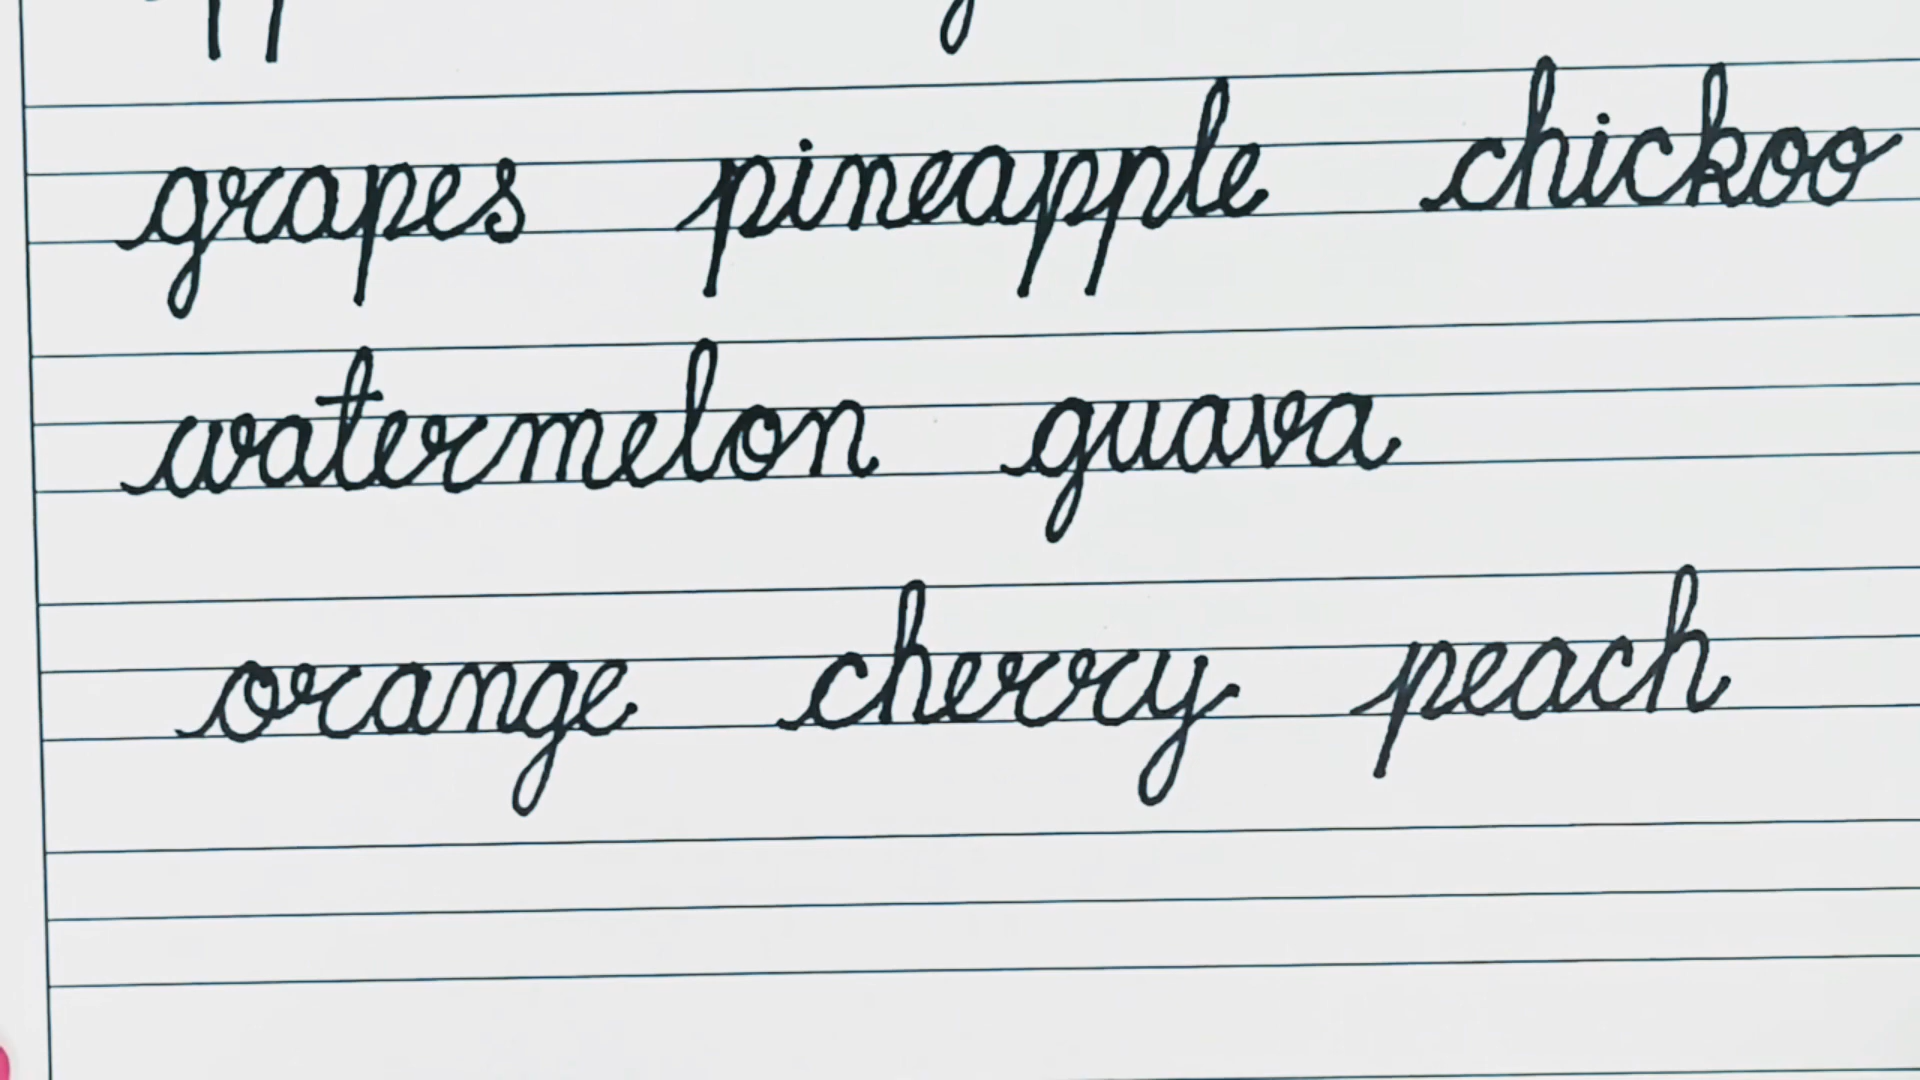 grapes pineapple chickoo
watermelon guava
orange cherry peach